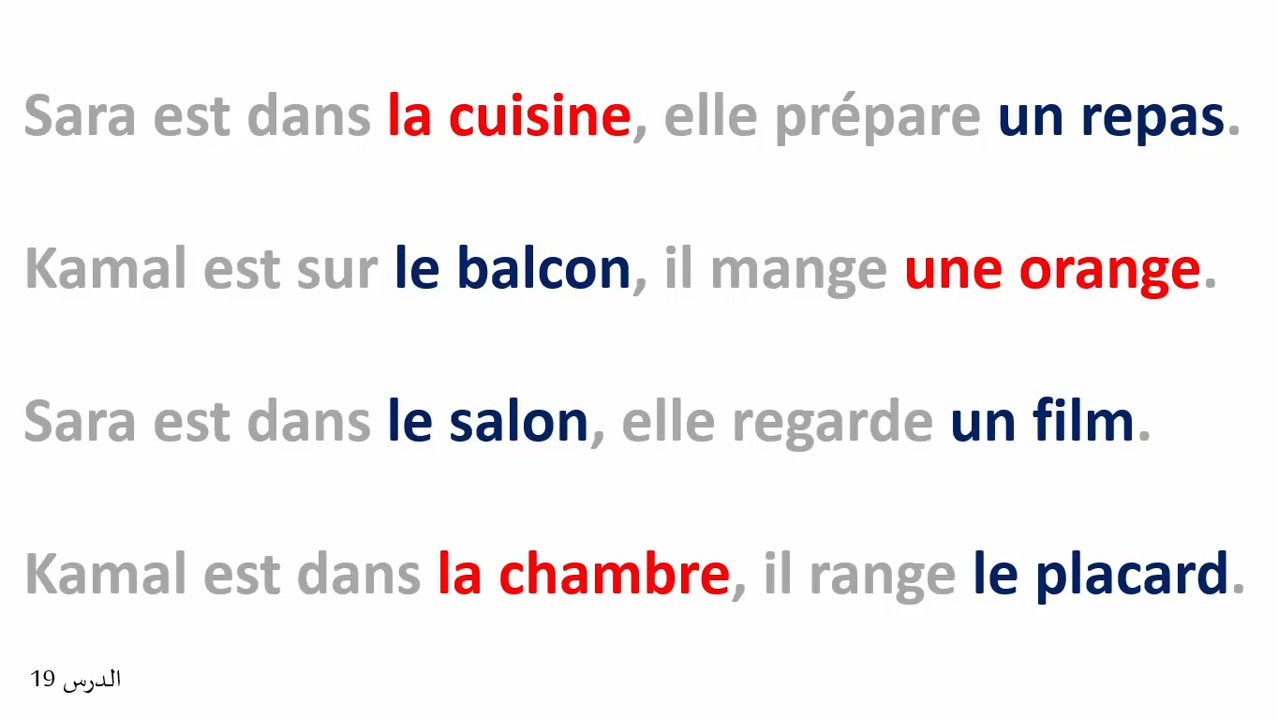 Sara est dans la cuisine, elle prépare un repas.
Kamal est sur le balcon, il mange une orange.
Sara est dans le salon, elle regarde un film.
Kamal est dans la chambre, il range le placard.
الدرس 19